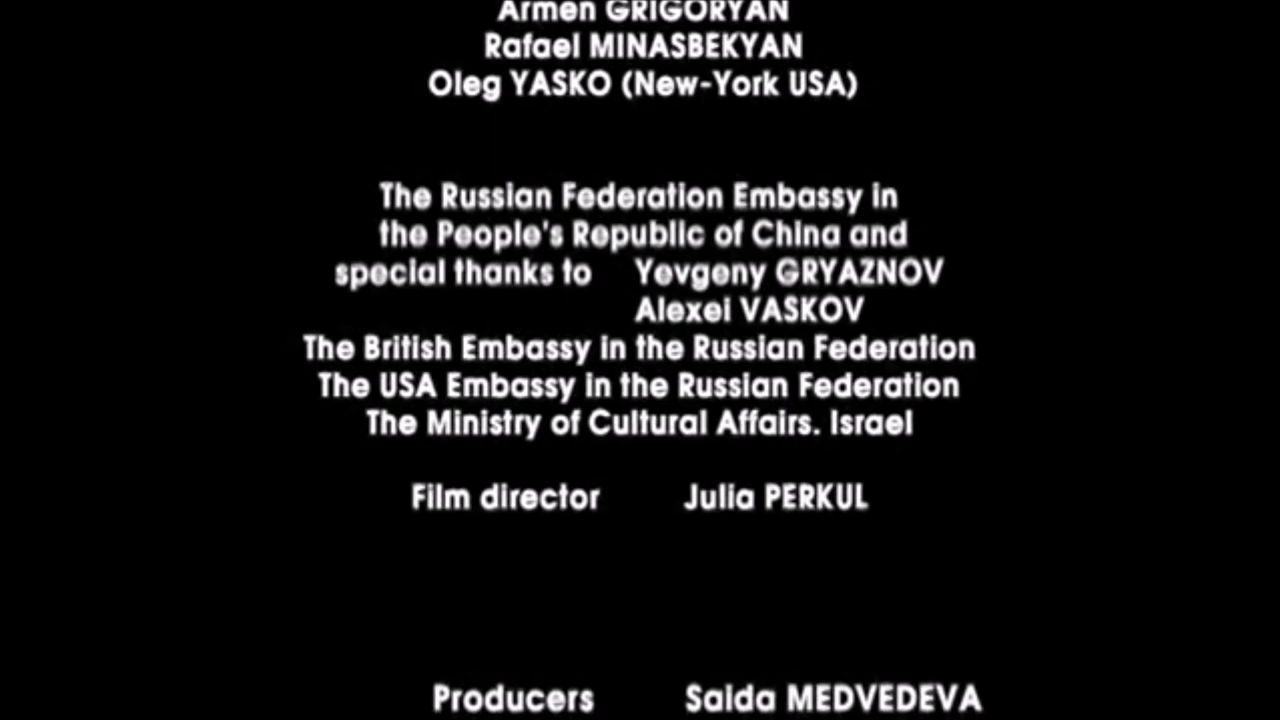 Armen GRIGORYAN
Rafael MINASBEKYAN
Oleg YASKO (New-York USA)
The Russian Federation Embassy in
the People's Republic of China and
special thanks to Yevgeny GRYAZNOV
Alexei VASKOV
The British Embassy in the Russian Federation
The USA Embassy in the Russian Federation
The Ministry of Cultural Affairs. Israel
Film director Julia PERKUL
Producers Saida MEDVEDEVA